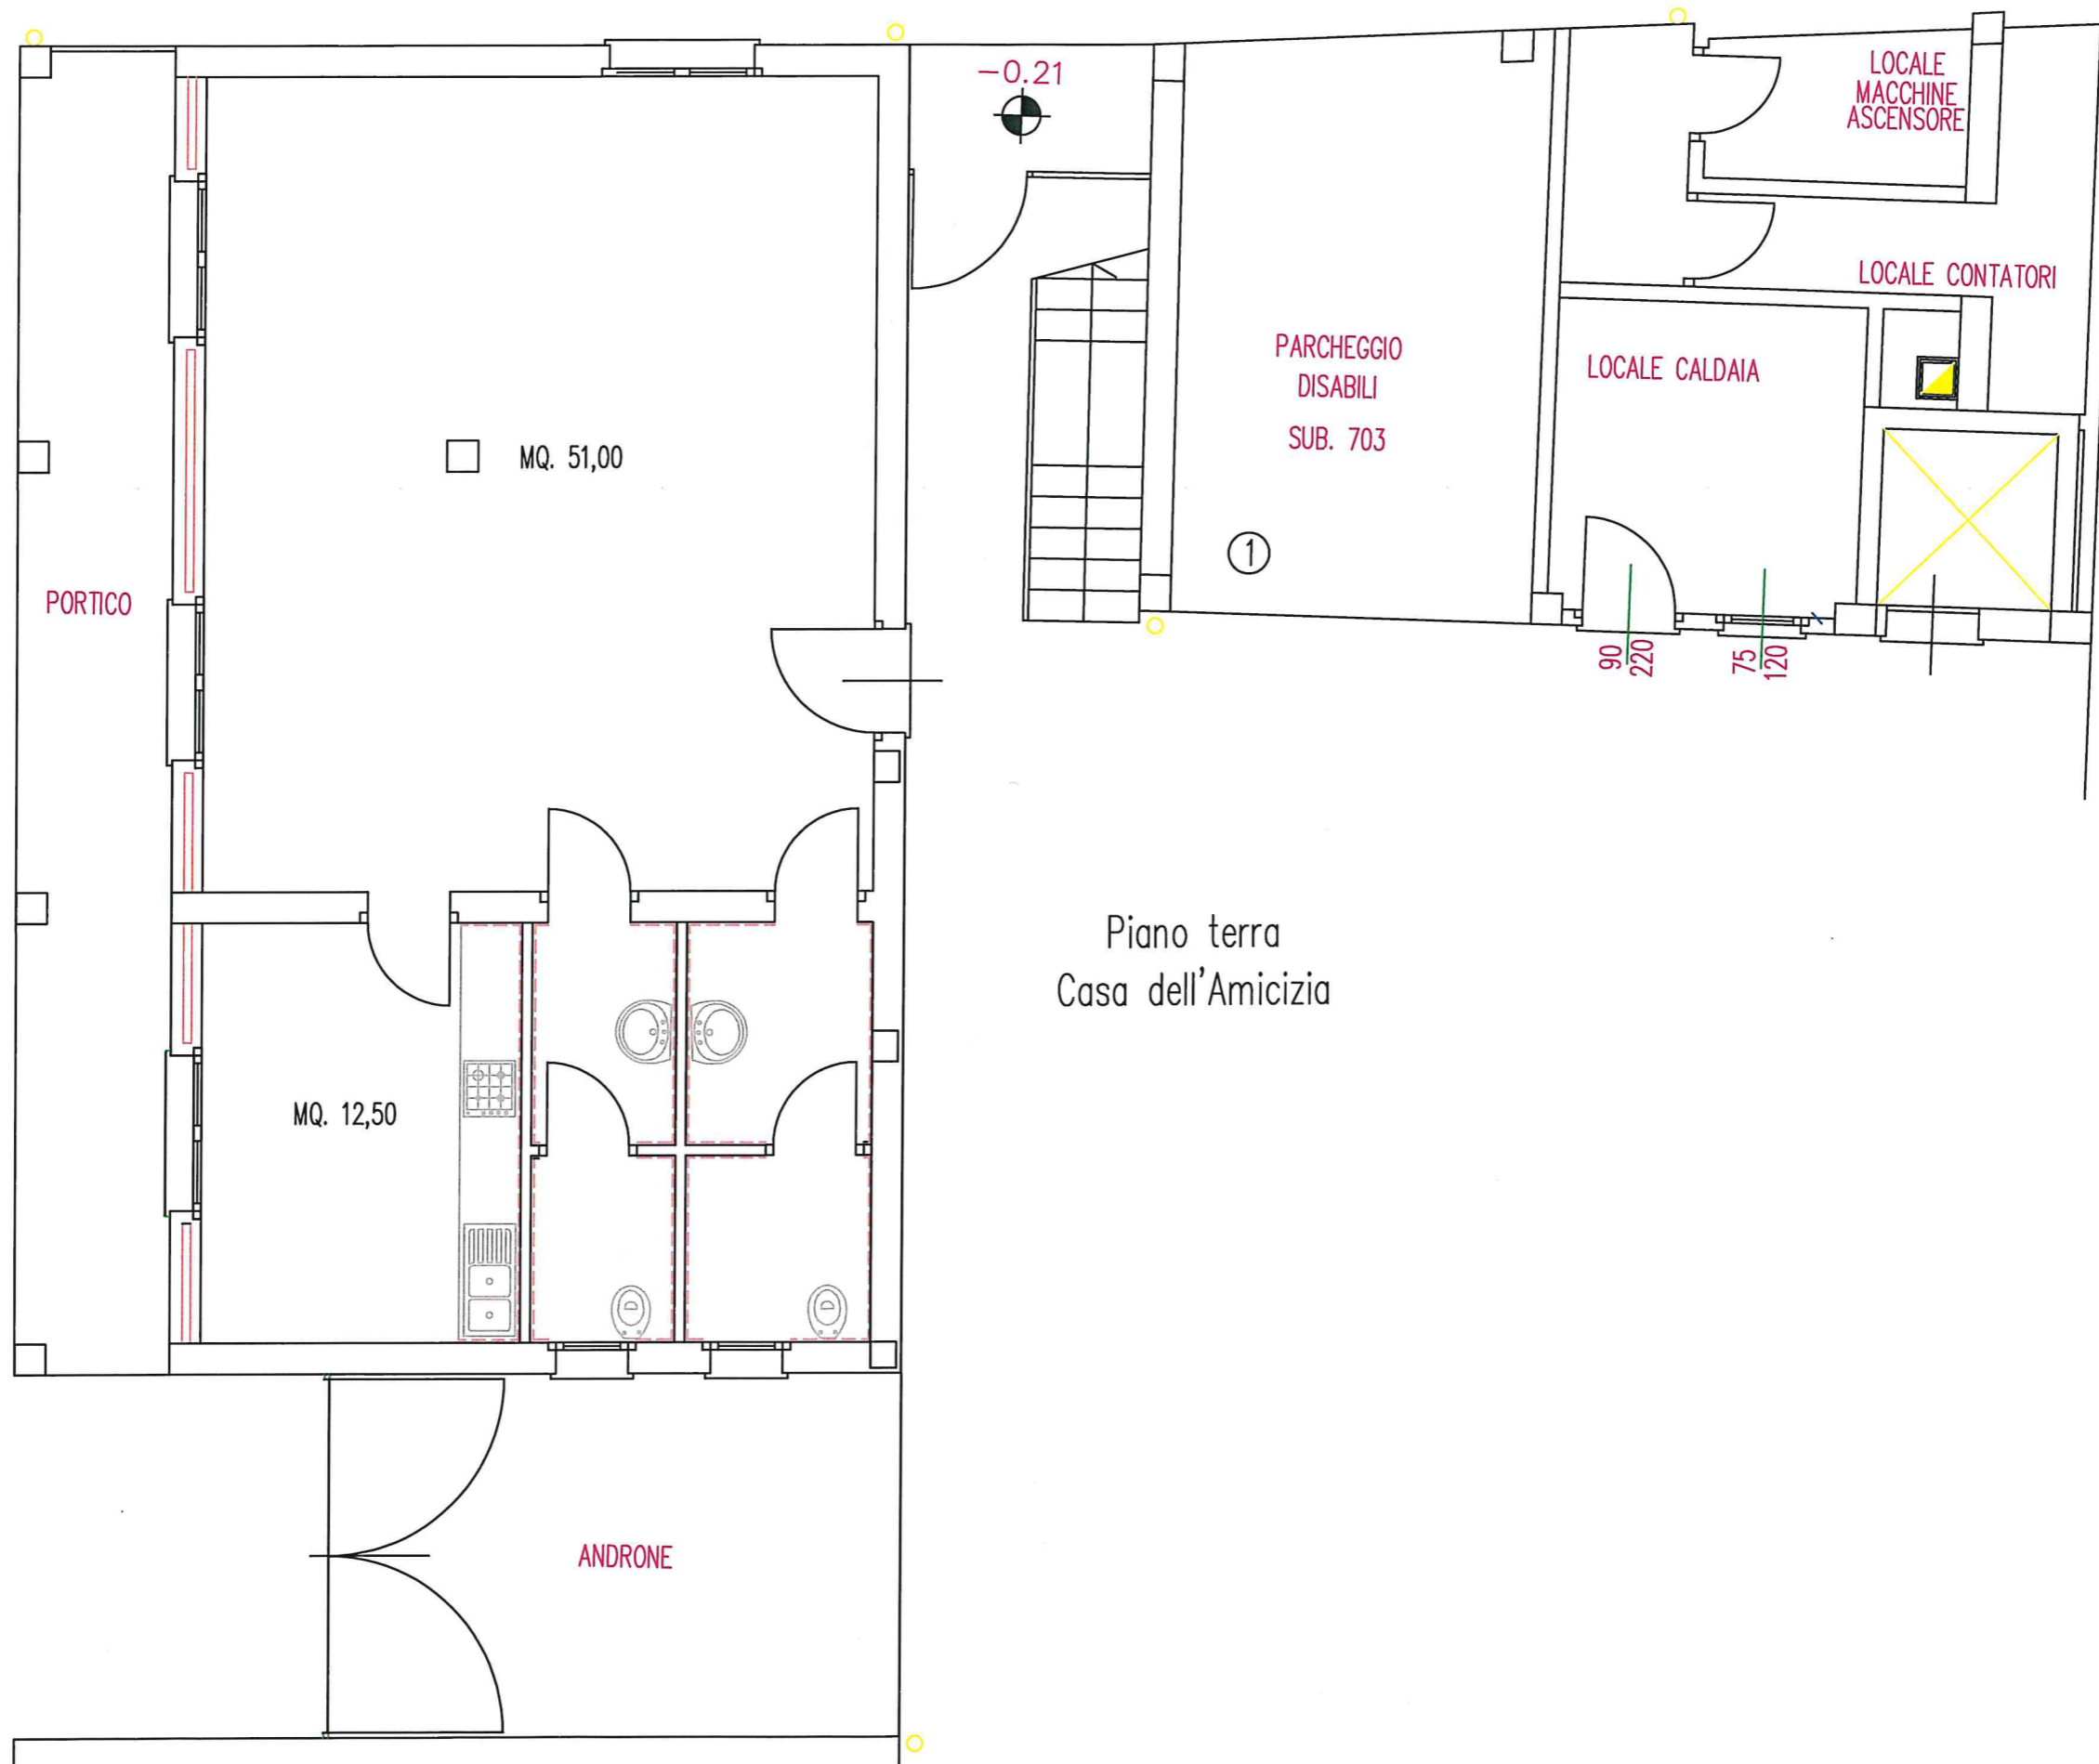 −0.21
LOCALE
MACCHINE
ASCENSORE
LOCALE CONTATORI
PARCHEGGIO
DISABILI
SUB. 703
LOCALE CALDAIA
MQ. 51,00
1
PORTICO
90
220
75
120
Piano terra
Casa dell'Amicizia
MQ. 12,50
ANDRONE